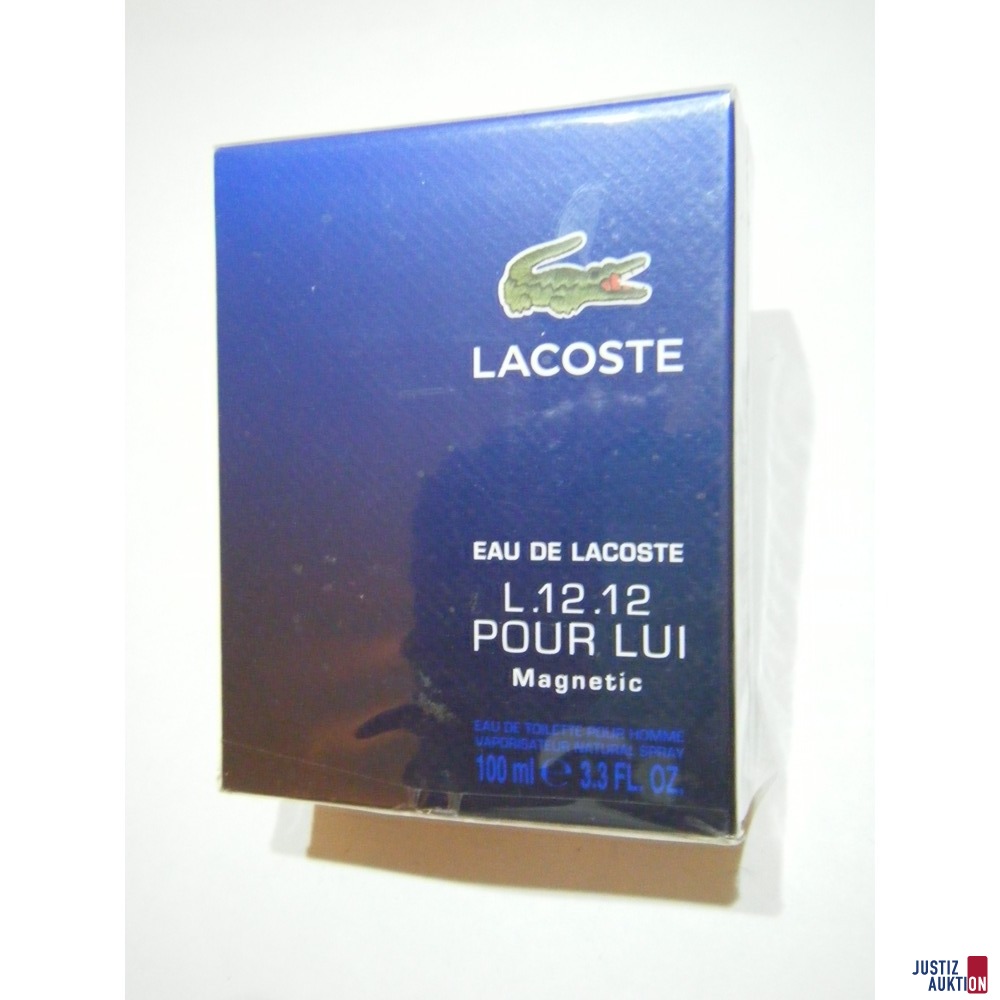 LACOSTE
EAU DE LACOSTE
L.12.12
POUR LUI
Magnetic
EAU DE TOILETTE POUR HOMME
VAPORISATEUR NATURAL SPRAY
100 ml ℮ 3.3 FL. OZ.
JUSTIZ
AUKTION